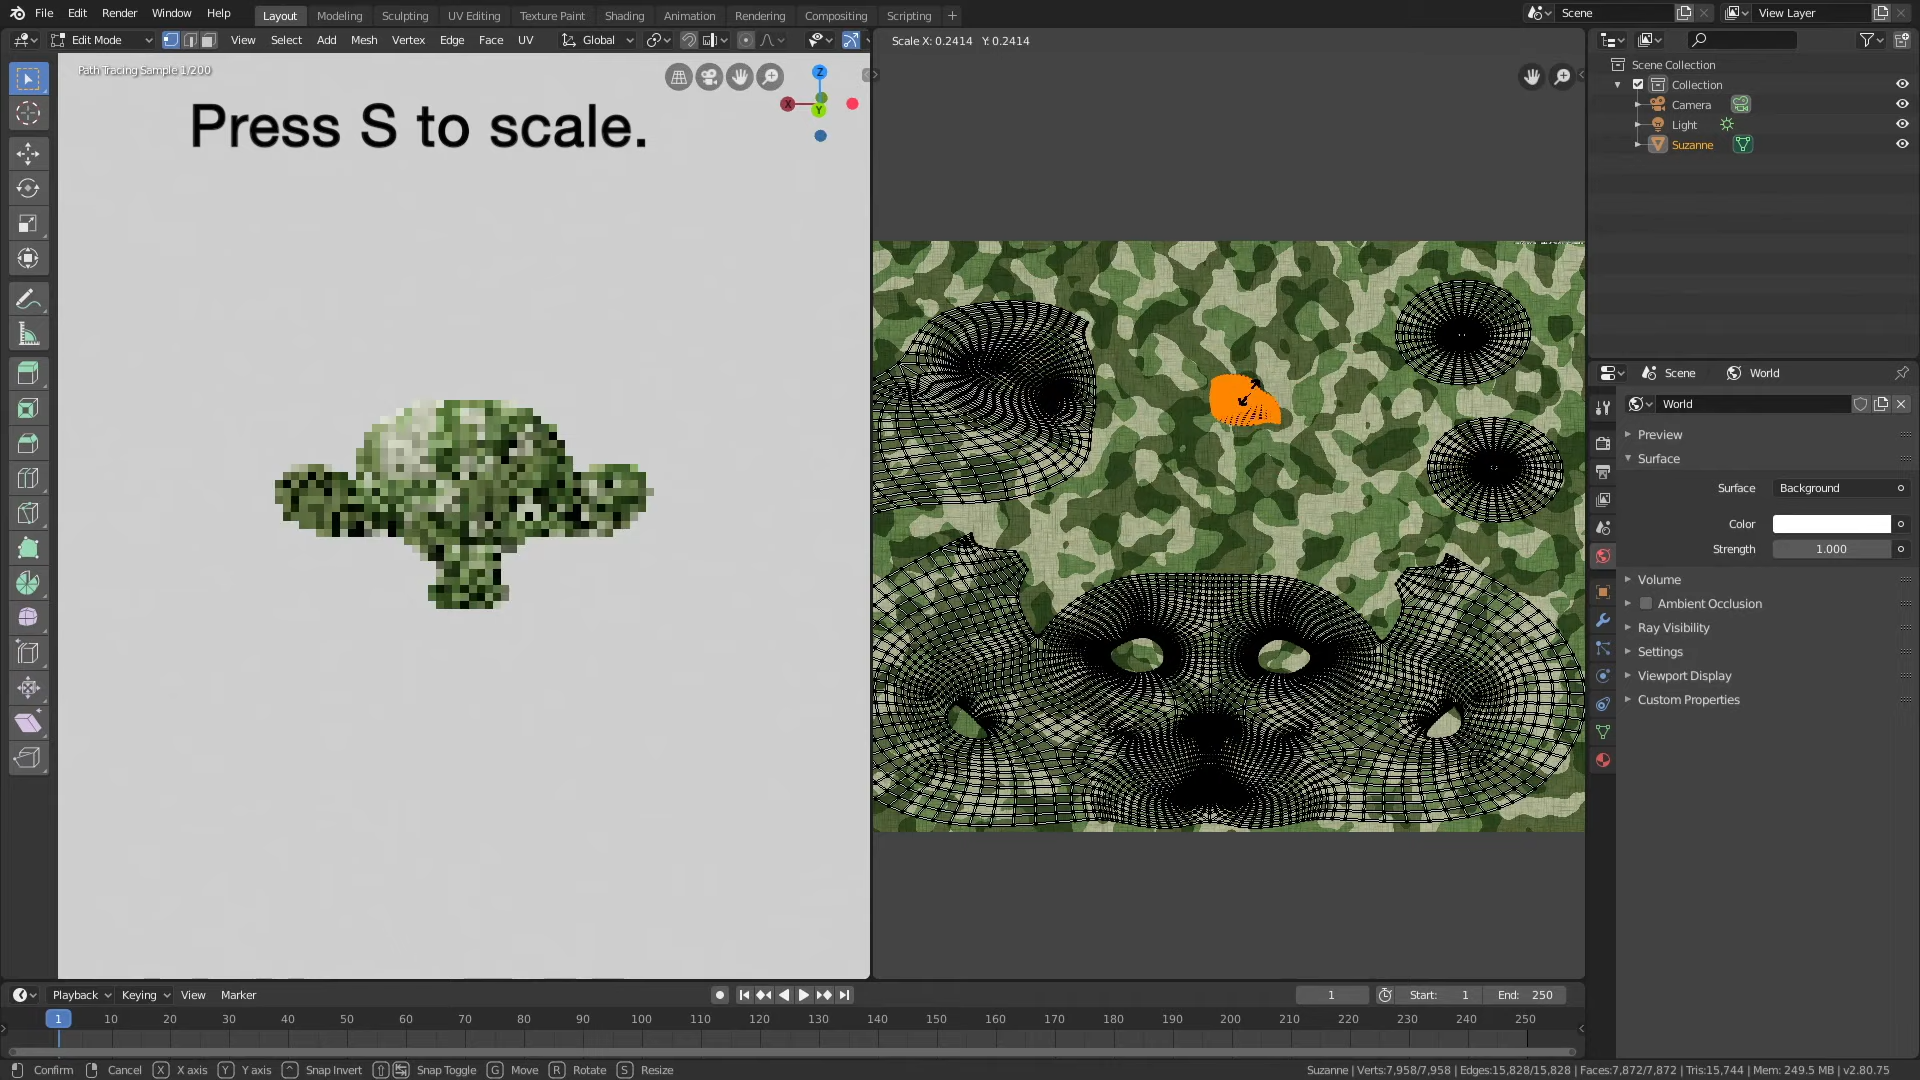 File Edit Render Window Help Layout Modeling Sculpting UV Editing Texture Paint Shading Animation Rendering Compositing Scripting + Scene View Layer
Edit Mode View Select Add Mesh Vertex Edge Face UV Global
Scale X: 0.2414 Y: 0.2414
Path Tracing Sample 1/200
Press S to scale.
Z
X
Y
Scene Collection
Collection
Camera
Light
Suzanne
Scene World
World
Preview
Surface
Surface Background
Color
Strength 1.000
Volume
Ambient Occlusion
Ray Visibility
Settings
Viewport Display
Custom Properties
Playback Keying View Marker 1 Start: 1 End: 250
1 10 20 30 40 50 60 70 80 90 100 110 120 130 140 150 160 170 180 190 200 210 220 230 240 250
Confirm Cancel X X axis Y Y axis Snap Invert Snap Toggle G Move R Rotate S Resize
Suzanne | Verts:7,958/7,958 | Edges:15,828/15,828 | Faces:7,872/7,872 | Tris:15,744 | Mem: 249.5 MB | v2.80.75